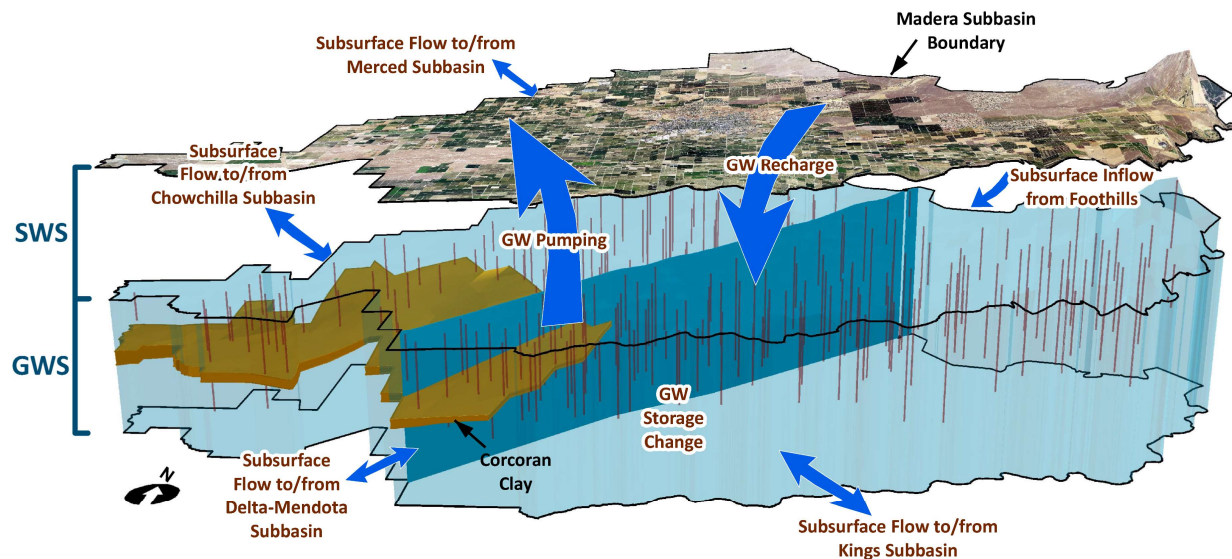 Madera Subbasin
Boundary
Subsurface Flow to/from
Merced Subbasin
Subsurface
Flow to/from
Chowchilla Subbasin
GW Recharge
Subsurface Inflow
from Foothills
SWS
GW Pumping
GWS
GW
Storage
Change
Corcoran
Clay
Subsurface
Flow to/from
Delta-Mendota
Subbasin
N
Subsurface Flow to/from
Kings Subbasin